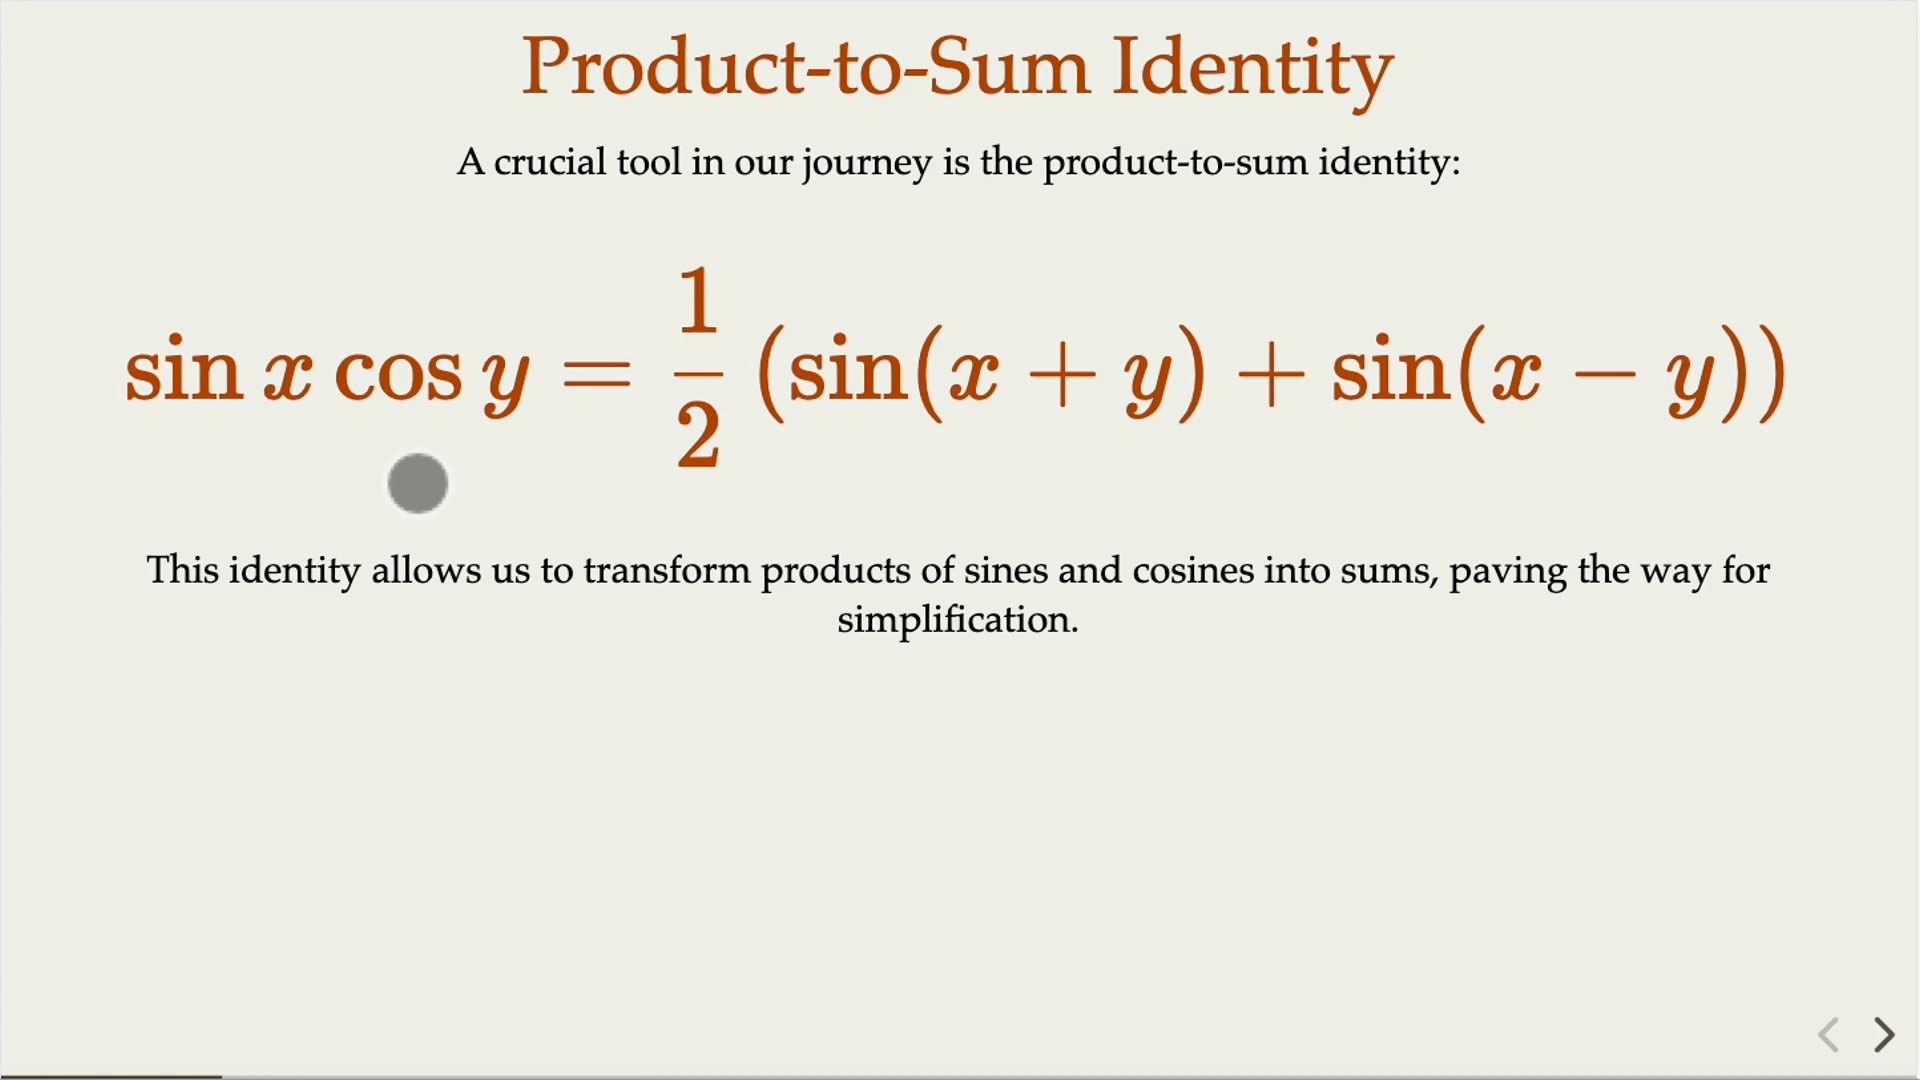 Product-to-Sum Identity
A crucial tool in our journey is the product-to-sum identity:
sin x cos y = 1/2 (sin(x + y) + sin(x − y))
This identity allows us to transform products of sines and cosines into sums, paving the way for
simplification.